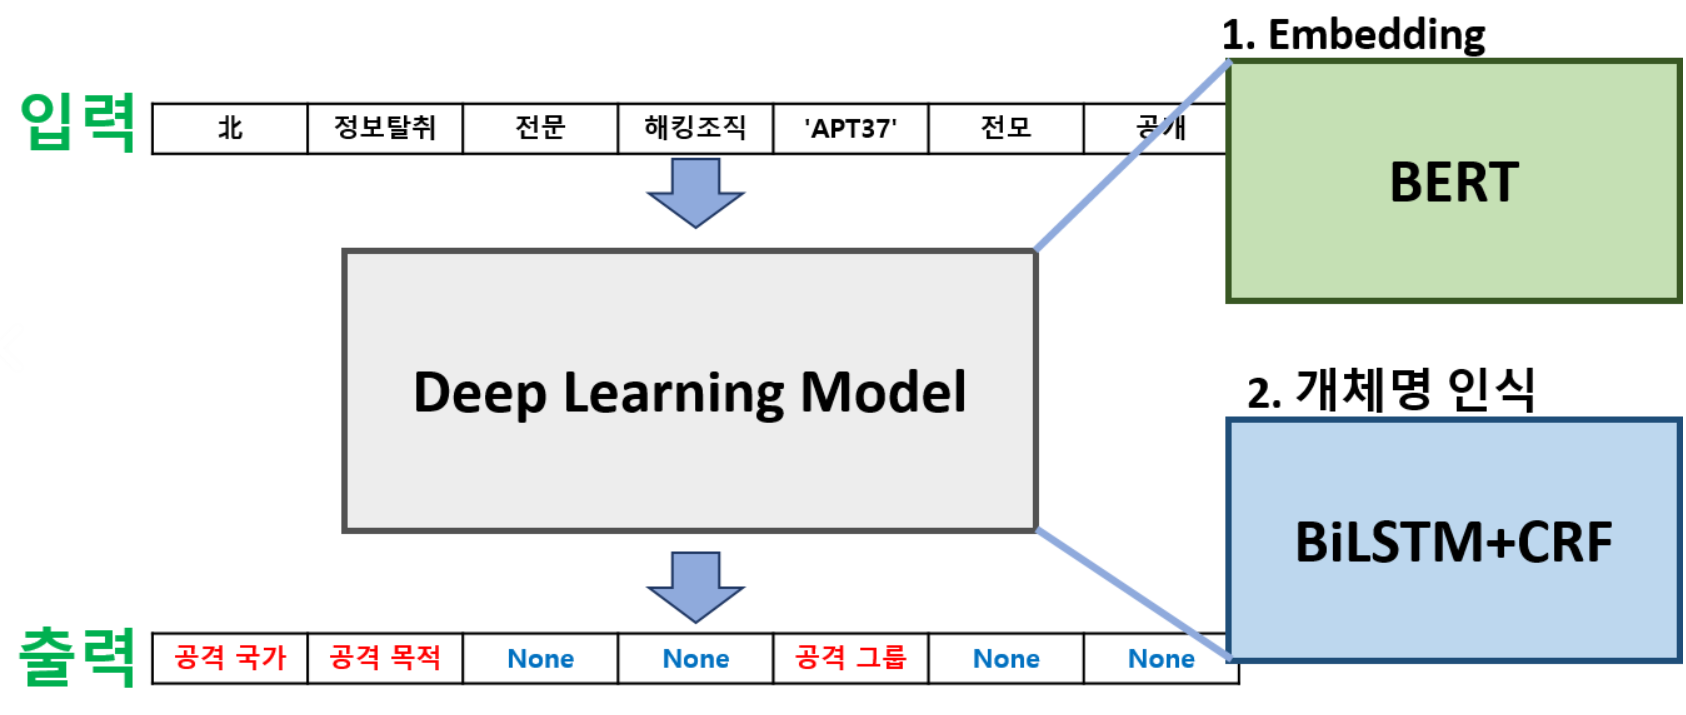 1. Embedding
입력 北 정보탈취 전문 해킹조직 'APT37' 전모 공개
BERT
Deep Learning Model
2. 개체명 인식
BiLSTM+CRF
출력 공격 국가 공격 목적 None None 공격 그룹 None None